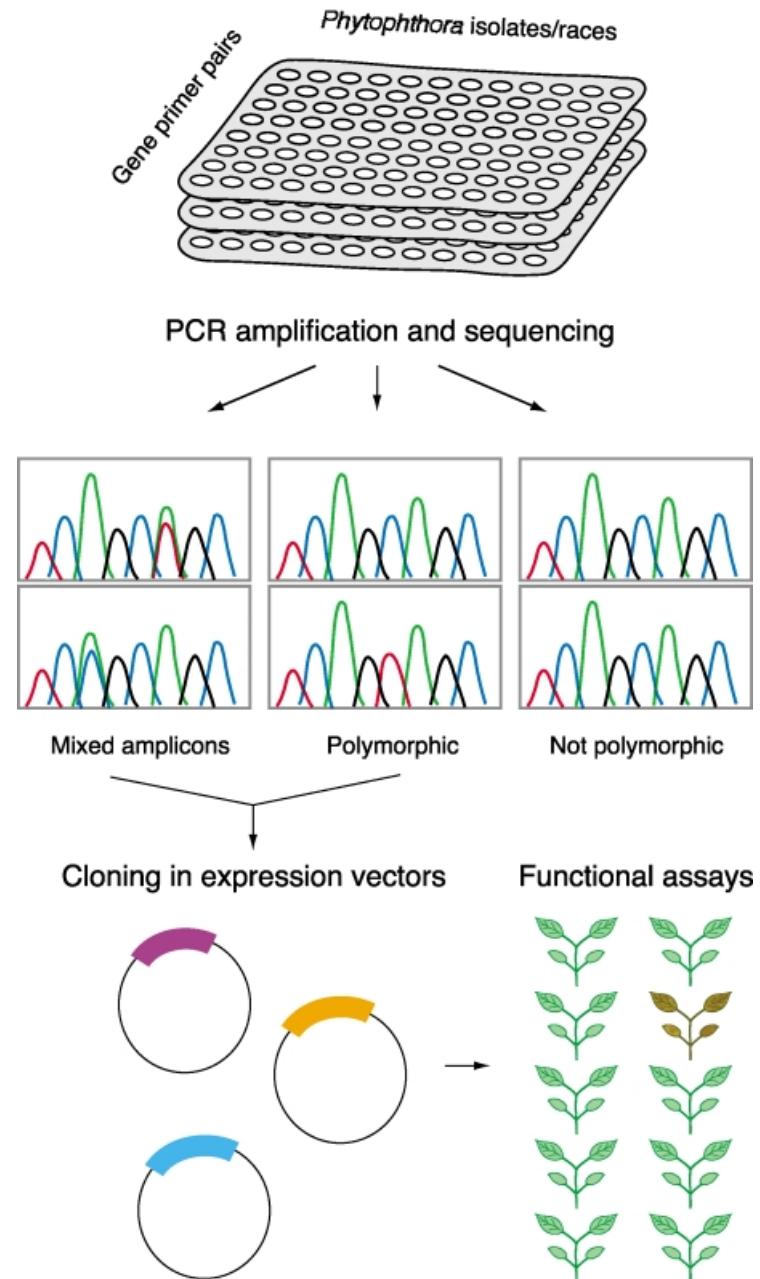 Phytophthora isolates/races
Gene primer pairs
PCR amplification and sequencing
Mixed amplicons
Polymorphic
Not polymorphic
Cloning in expression vectors
Functional assays